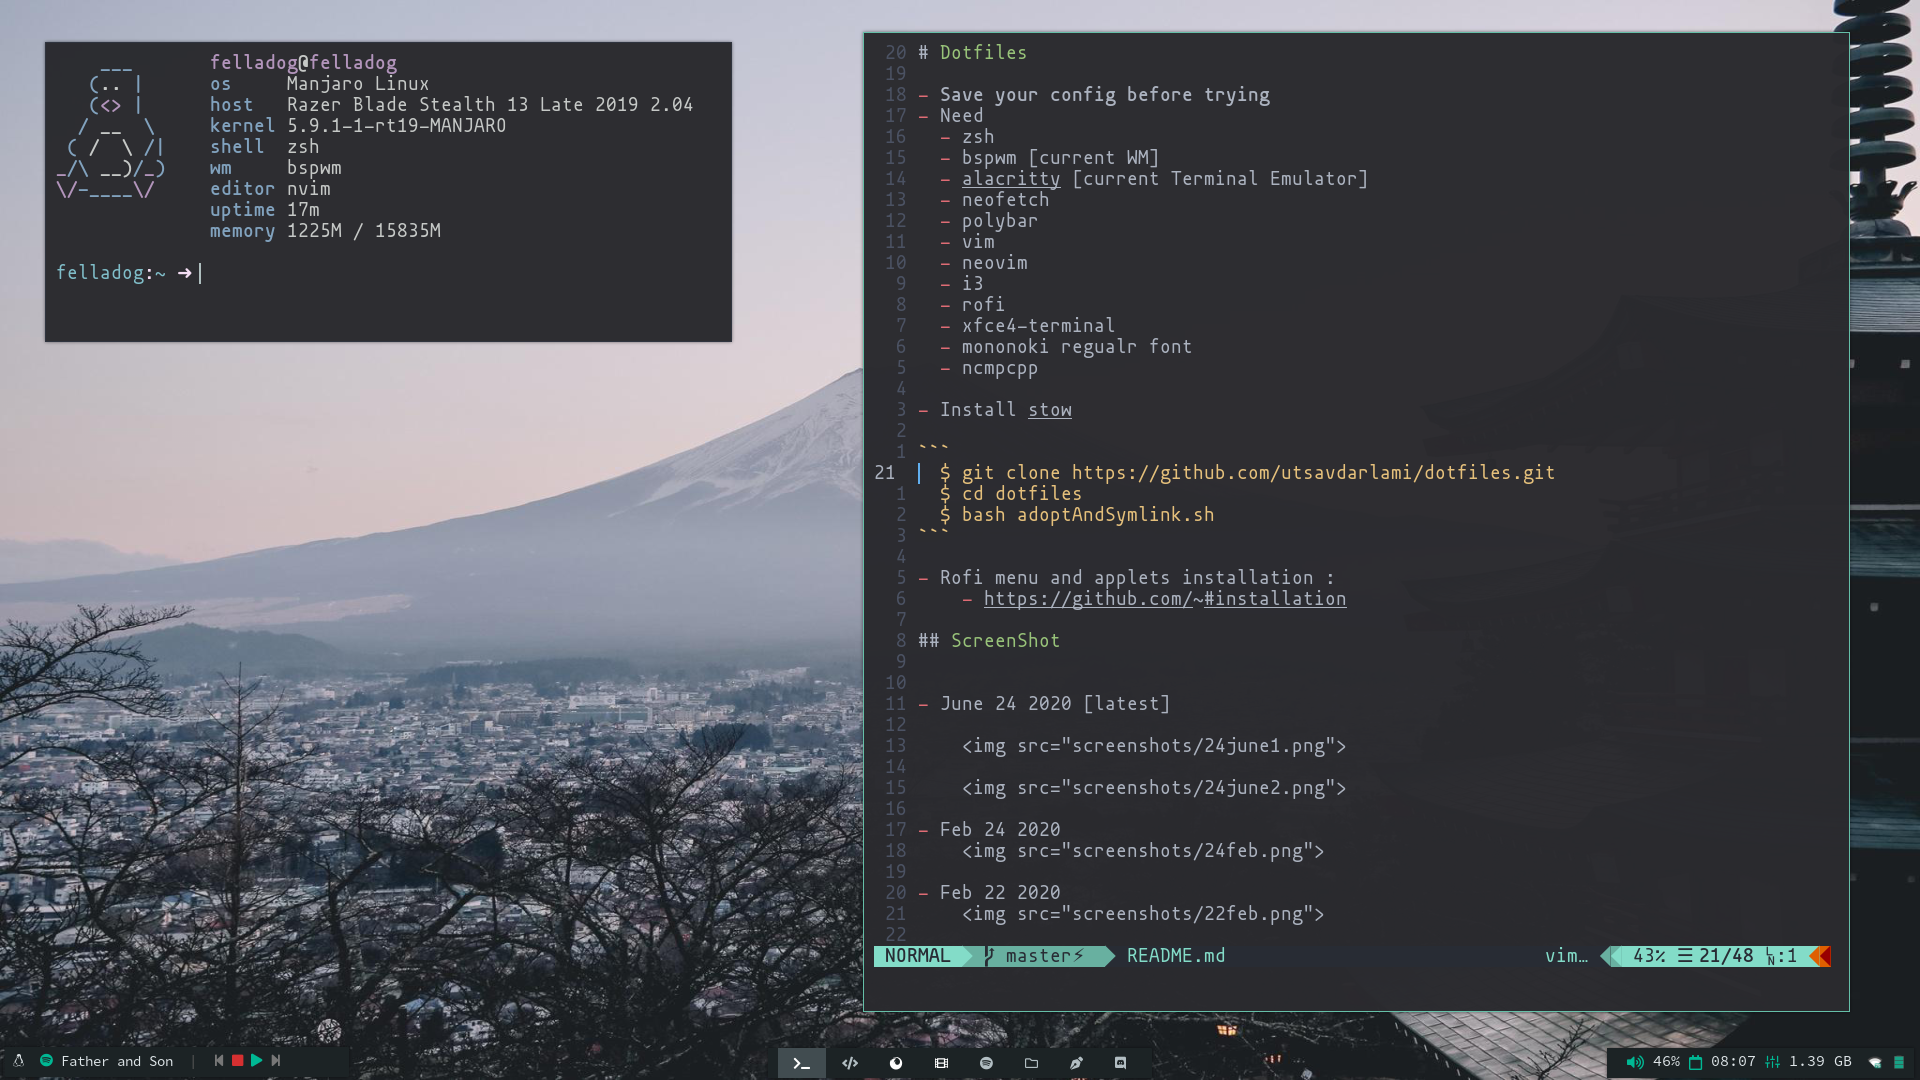 felladog@felladog
os Manjaro Linux
host Razer Blade Stealth 13 Late 2019 2.04
kernel 5.9.1-1-rt19-MANJARO
shell zsh
wm bspwm
editor nvim
uptime 17m
memory 1225M / 15835M
felladog:~ ➜
20 # Dotfiles
19
18 - Save your config before trying
17 - Need
16 - zsh
15 - bspwm [current WM]
14 - alacritty [current Terminal Emulator]
13 - neofetch
12 - polybar
11 - vim
10 - neovim
9 - i3
8 - rofi
7 - xfce4-terminal
6 - mononoki regualr font
5 - ncmpcpp
4
3 - Install stow
2
1 ```
21 $ git clone https://github.com/utsavdarlami/dotfiles.git
1 $ cd dotfiles
2 $ bash adoptAndSymlink.sh
3 ```
4
5 - Rofi menu and applets installation :
6 - https://github.com/~#installation
7
8 ## ScreenShot
9
10
11 - June 24 2020 [latest]
12
13 <img src="screenshots/24june1.png">
14
15 <img src="screenshots/24june2.png">
16
17 - Feb 24 2020
18 <img src="screenshots/24feb.png">
19
20 - Feb 22 2020
21 <img src="screenshots/22feb.png">
22
NORMAL master⚡ README.md vim… 43% ☰ 21/48 ㏑:1
Father and Son |
46% 08:07 1.39 GB